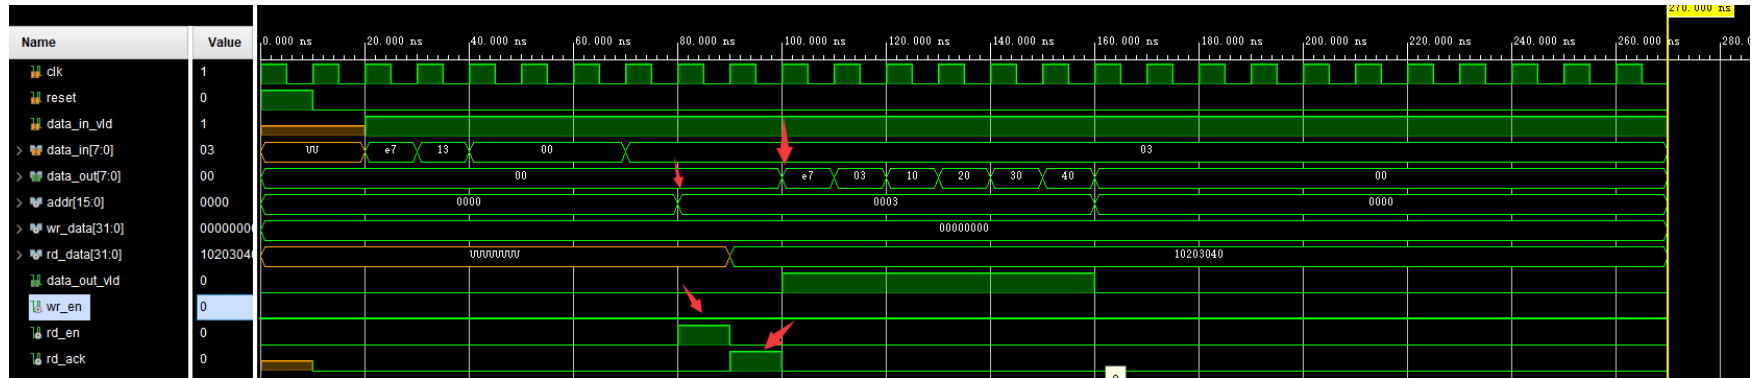 270.000 ns
Name Value 0.000 ns 20.000 ns 40.000 ns 60.000 ns 80.000 ns 100.000 ns 120.000 ns 140.000 ns 160.000 ns 180.000 ns 200.000 ns 220.000 ns 240.000 ns 260.000 ns 280.0
clk 1
reset 0
data_in_vld 1
data_in[7:0] 03 UU e7 13 00 03
data_out[7:0] 00 00 e7 03 10 20 30 40 00
addr[15:0] 0000 0000 0003 0000
wr_data[31:0] 00000000 00000000
rd_data[31:0] 10203040 UUUUUUUU 10203040
data_out_vld 0
wr_en 0
rd_en 0
rd_ack 0